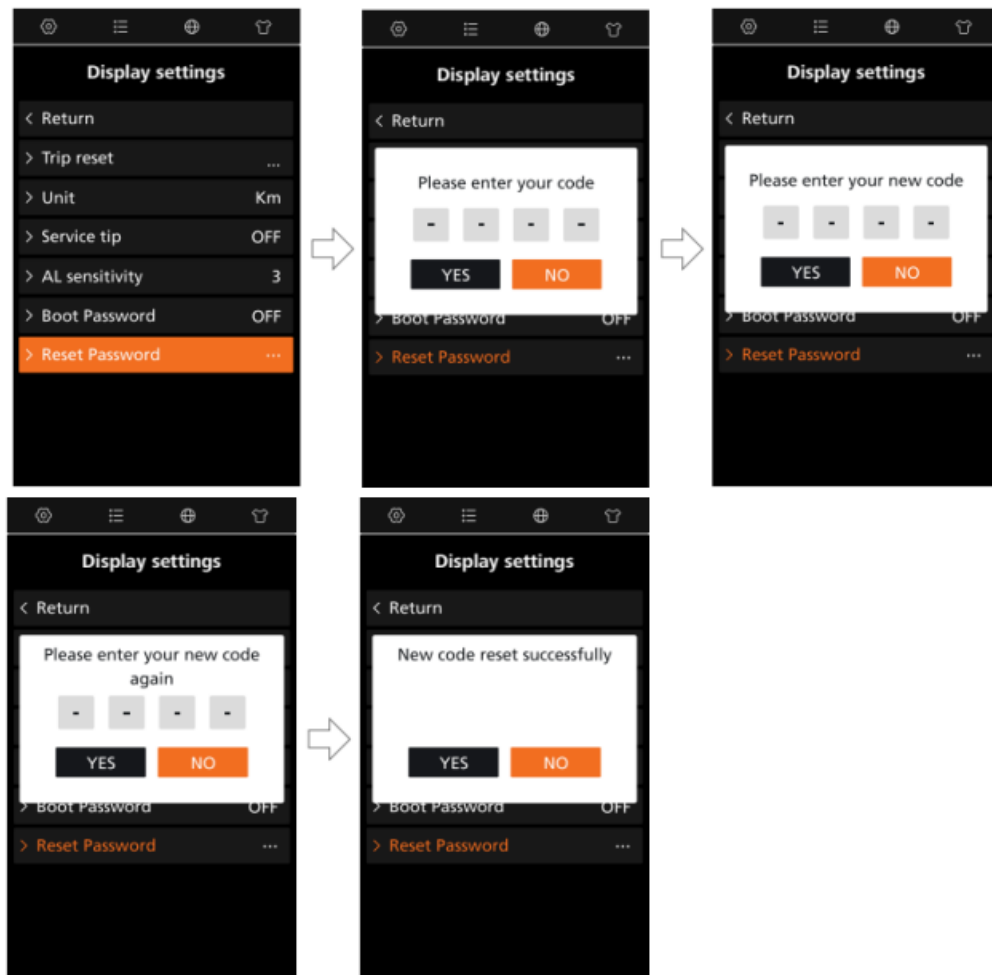 Display settings
< Return
> Trip reset ...
> Unit Km
> Service tip OFF
> AL sensitivity 3
> Boot Password OFF
> Reset Password ...
Display settings
< Return
Please enter your code
- - - -
YES NO
> Boot Password OFF
> Reset Password ...
Display settings
< Return
Please enter your new code
- - - -
YES NO
> Boot Password OFF
> Reset Password ...
Display settings
< Return
Please enter your new code
again
- - - -
YES NO
> Boot Password OFF
> Reset Password ...
Display settings
< Return
New code reset successfully
YES NO
> Boot Password OFF
> Reset Password ...